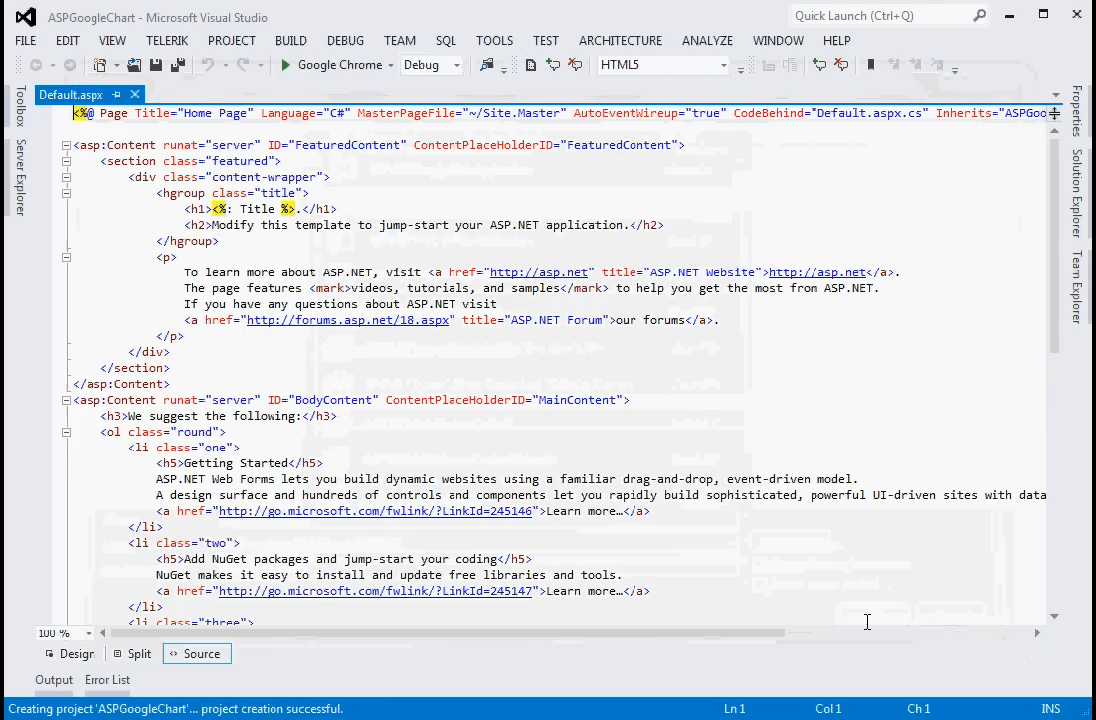 ASPGoogleChart - Microsoft Visual Studio
Quick Launch (Ctrl+Q)
FILE EDIT VIEW TELERIK PROJECT BUILD DEBUG TEAM SQL TOOLS TEST ARCHITECTURE ANALYZE WINDOW HELP
Google Chrome Debug HTML5
Default.aspx
Toolbox
Server Explorer
Properties
Solution Explorer
Team Explorer
<%@ Page Title="Home Page" Language="C#" MasterPageFile="~/Site.Master" AutoEventWireup="true" CodeBehind="Default.aspx.cs" Inherits="ASPGoo
<asp:Content runat="server" ID="FeaturedContent" ContentPlaceHolderID="FeaturedContent">
<section class="featured">
<div class="content-wrapper">
<hgroup class="title">
<h1><%: Title %>.</h1>
<h2>Modify this template to jump-start your ASP.NET application.</h2>
</hgroup>
<p>
To learn more about ASP.NET, visit <a href="http://asp.net" title="ASP.NET Website">http://asp.net</a>.
The page features <mark>videos, tutorials, and samples</mark> to help you get the most from ASP.NET.
If you have any questions about ASP.NET visit
<a href="http://forums.asp.net/18.aspx" title="ASP.NET Forum">our forums</a>.
</p>
</div>
</section>
</asp:Content>
<asp:Content runat="server" ID="BodyContent" ContentPlaceHolderID="MainContent">
<h3>We suggest the following:</h3>
<ol class="round">
<li class="one">
<h5>Getting Started</h5>
ASP.NET Web Forms lets you build dynamic websites using a familiar drag-and-drop, event-driven model.
A design surface and hundreds of controls and components let you rapidly build sophisticated, powerful UI-driven sites with data
<a href="http://go.microsoft.com/fwlink/?LinkId=245146">Learn more…</a>
</li>
<li class="two">
<h5>Add NuGet packages and jump-start your coding</h5>
NuGet makes it easy to install and update free libraries and tools.
<a href="http://go.microsoft.com/fwlink/?LinkId=245147">Learn more…</a>
</li>
<li class="three">
100 %
Design Split Source
Output Error List
Creating project 'ASPGoogleChart'... project creation successful. Ln 1 Col 1 Ch 1 INS